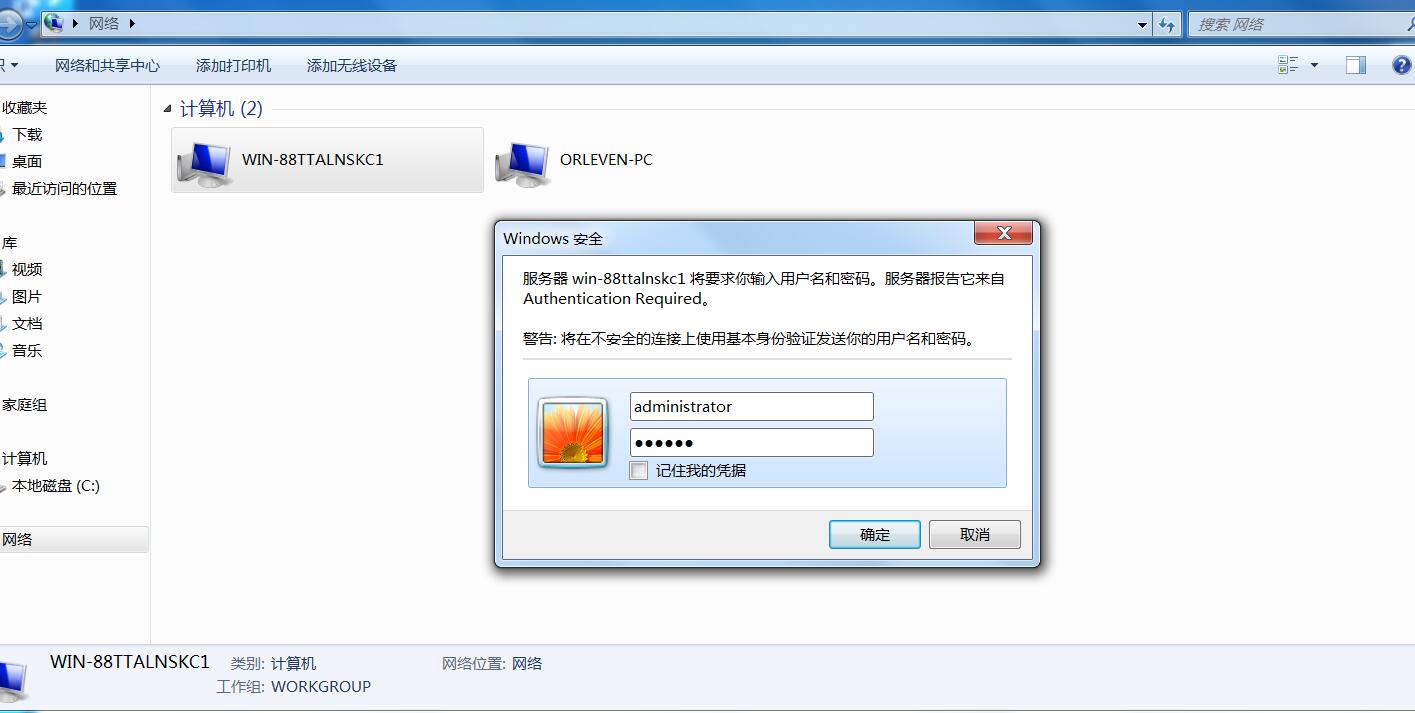 网络
搜索 网络
网络和共享中心 添加打印机 添加无线设备
收藏夹
下载
桌面
最近访问的位置
库
视频
图片
文档
音乐
家庭组
计算机
本地磁盘 (C:)
网络
计算机 (2)
WIN-88TTALNSKC1
ORLEVEN-PC
Windows 安全
服务器 win-88ttalnskc1 将要求你输入用户名和密码。服务器报告它来自
Authentication Required。
警告: 将在不安全的连接上使用基本身份验证发送你的用户名和密码。
administrator
●●●●●●
记住我的凭据
确定 取消
WIN-88TTALNSKC1 类别: 计算机 网络位置: 网络
工作组: WORKGROUP